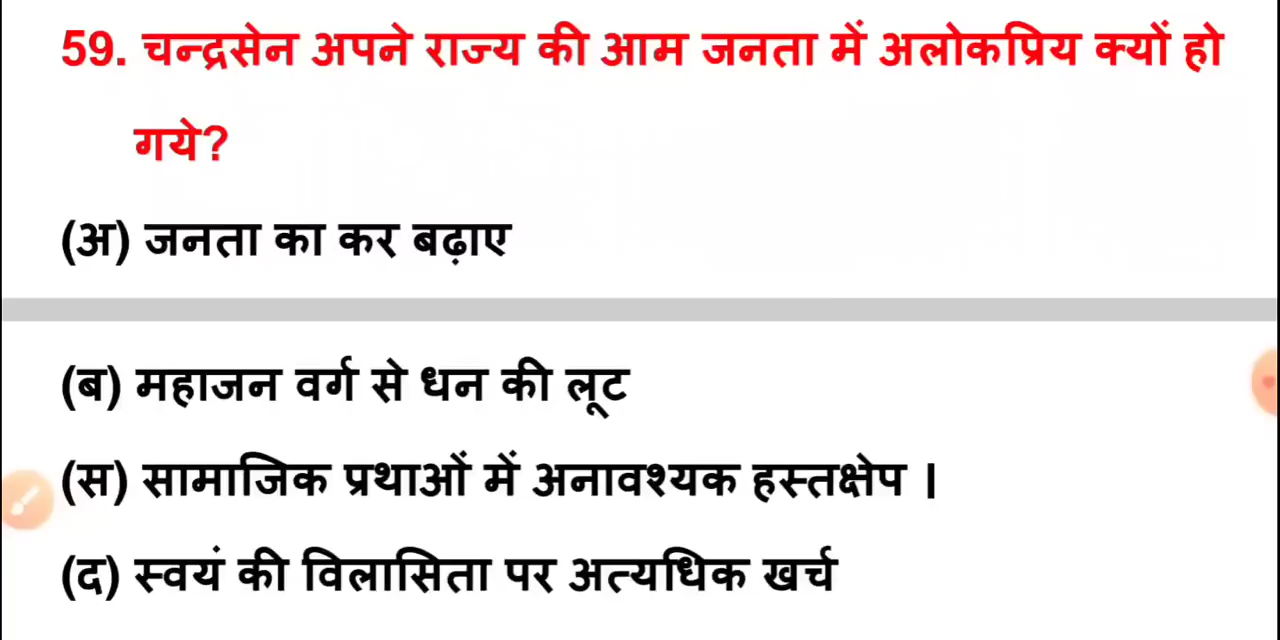 59. चन्द्रसेन अपने राज्य की आम जनता में अलोकप्रिय क्यों हो
गये?
(अ) जनता का कर बढ़ाए
(ब) महाजन वर्ग से धन की लूट
(स) सामाजिक प्रथाओं में अनावश्यक हस्तक्षेप ।
(द) स्वयं की विलासिता पर अत्यधिक खर्च